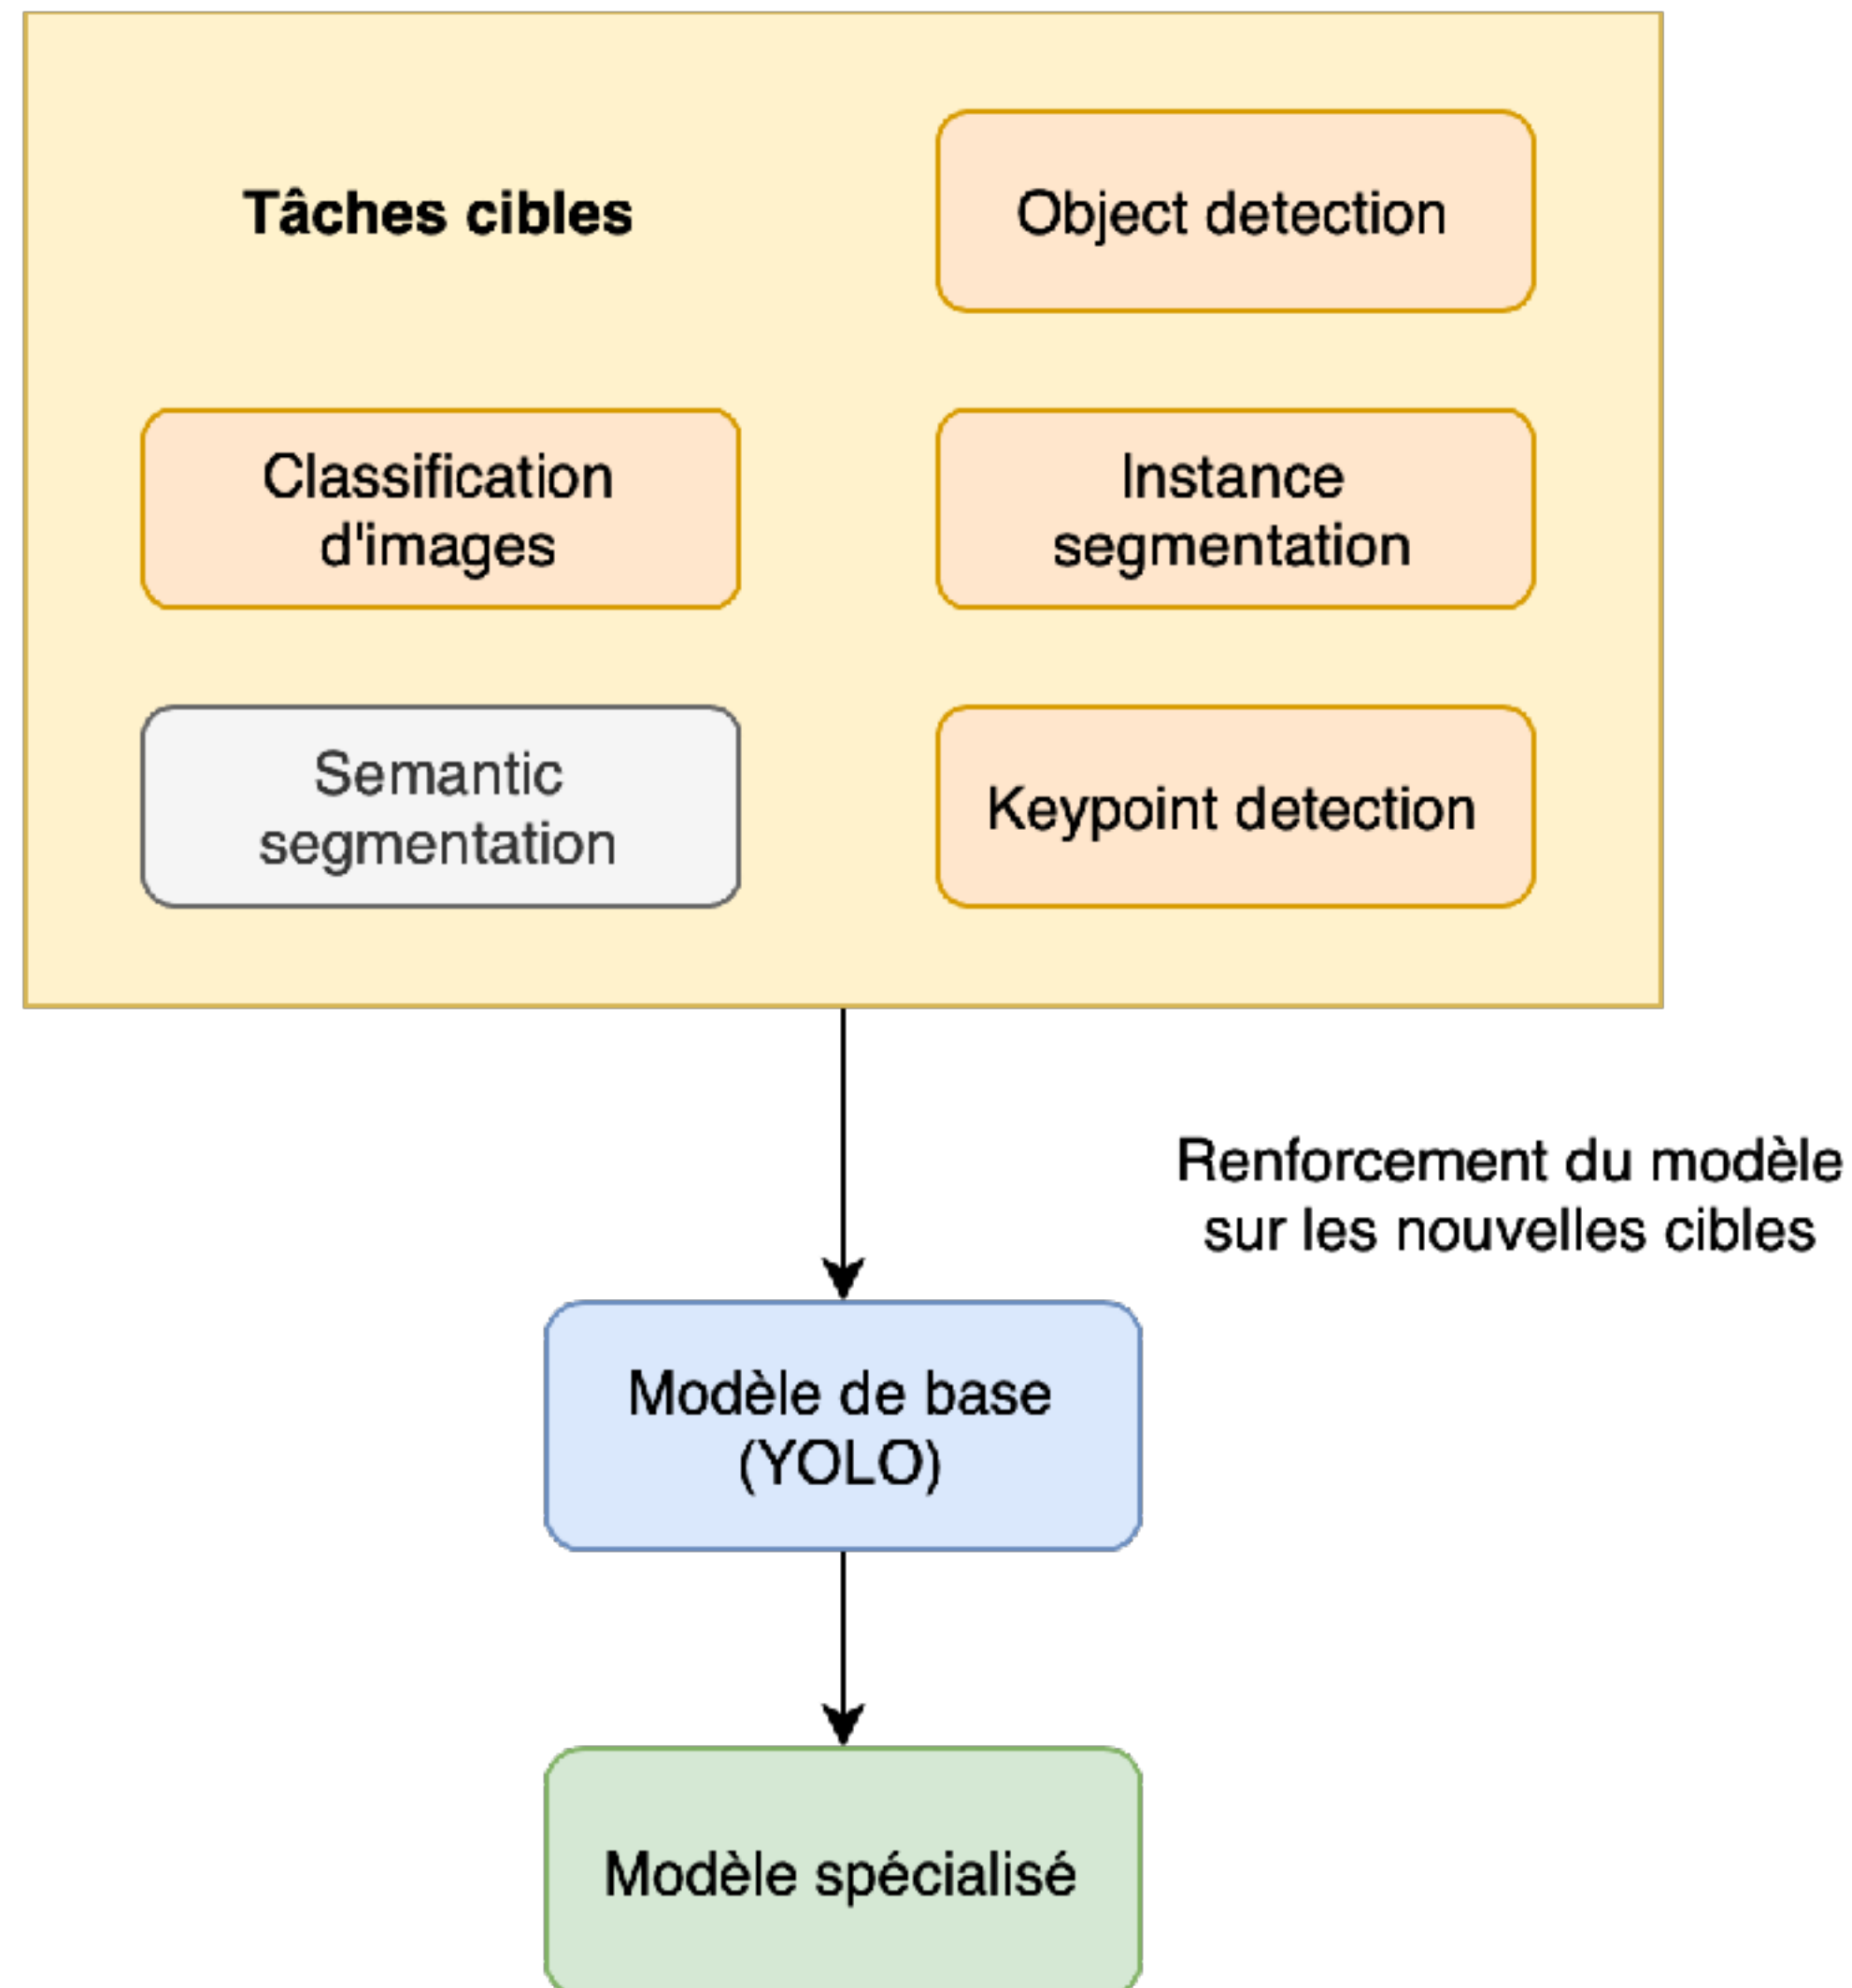 Tâches cibles
Object detection
Classification
d'images
Instance
segmentation
Semantic
segmentation
Keypoint detection
Renforcement du modèle
sur les nouvelles cibles
Modèle de base
(YOLO)
Modèle spécialisé